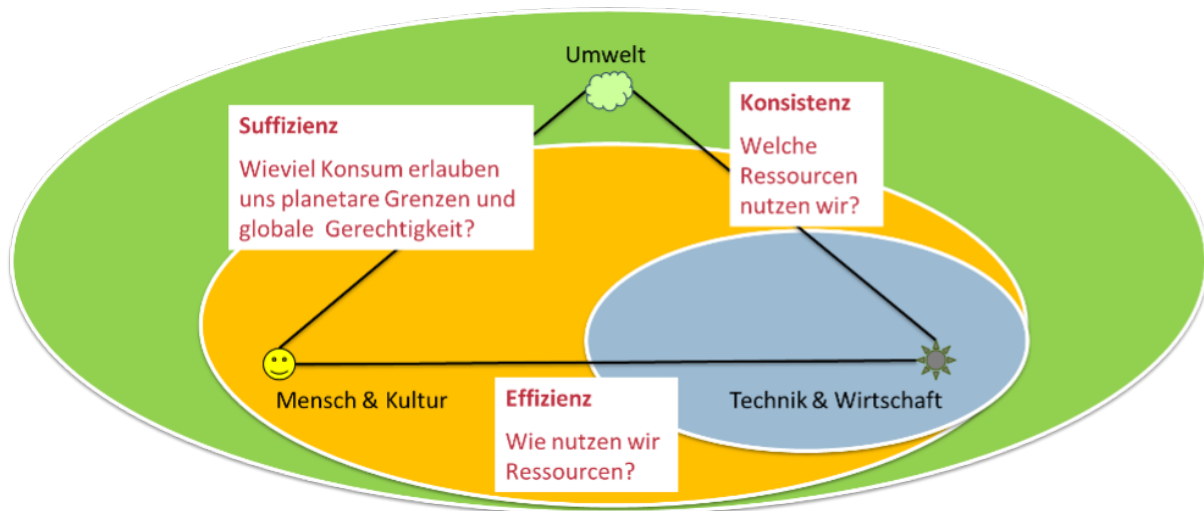 Umwelt
Suffizienz
Wieviel Konsum erlauben
uns planetare Grenzen und
globale Gerechtigkeit?
Konsistenz
Welche
Ressourcen
nutzen wir?
Mensch & Kultur
Effizienz
Wie nutzen wir
Ressourcen?
Technik & Wirtschaft